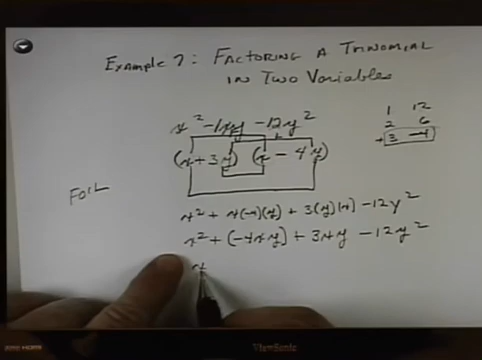 Example 7: Factoring A Trinomial
in Two Variables
x² - 1xy - 12y²
1 12
2 6
+3 -4
(x + 3y)(x - 4y)
FOIL
x² + x(-4)(y) + 3(y)(x) - 12y²
x² + (-4xy) + 3xy - 12y²
x
ViewSonic